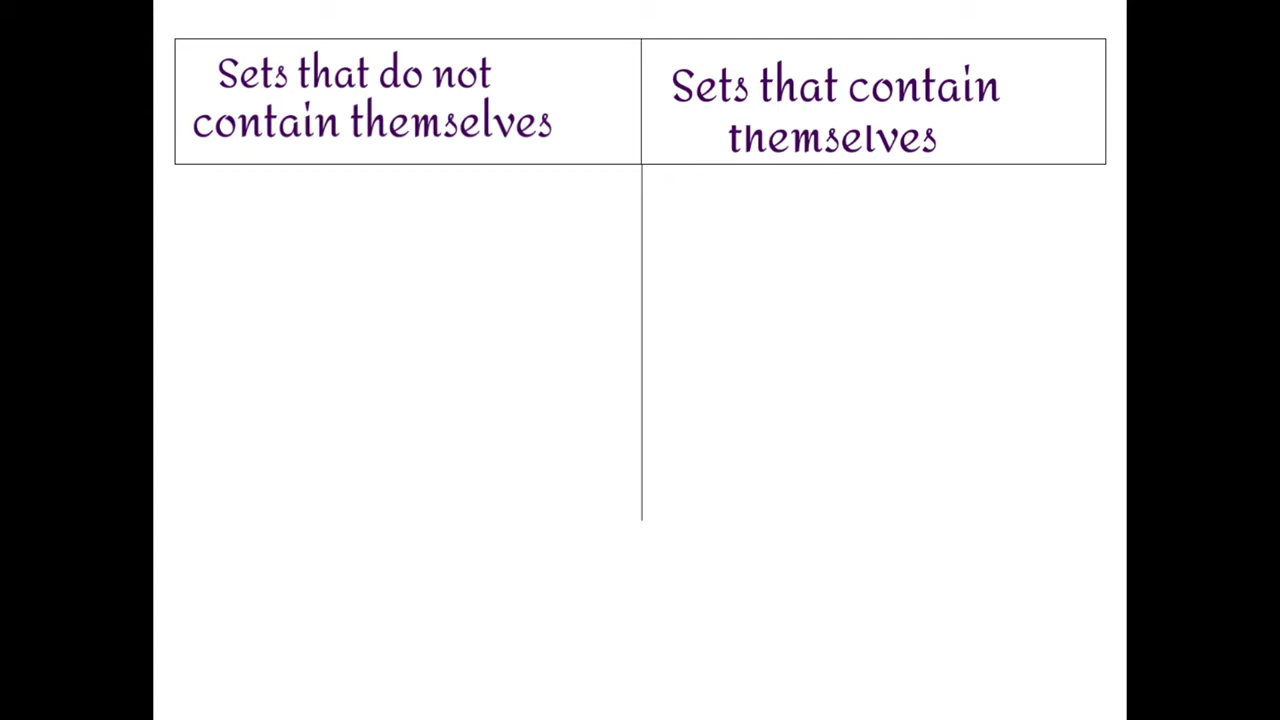 Sets that do not
contain themselves
Sets that contain
themselves